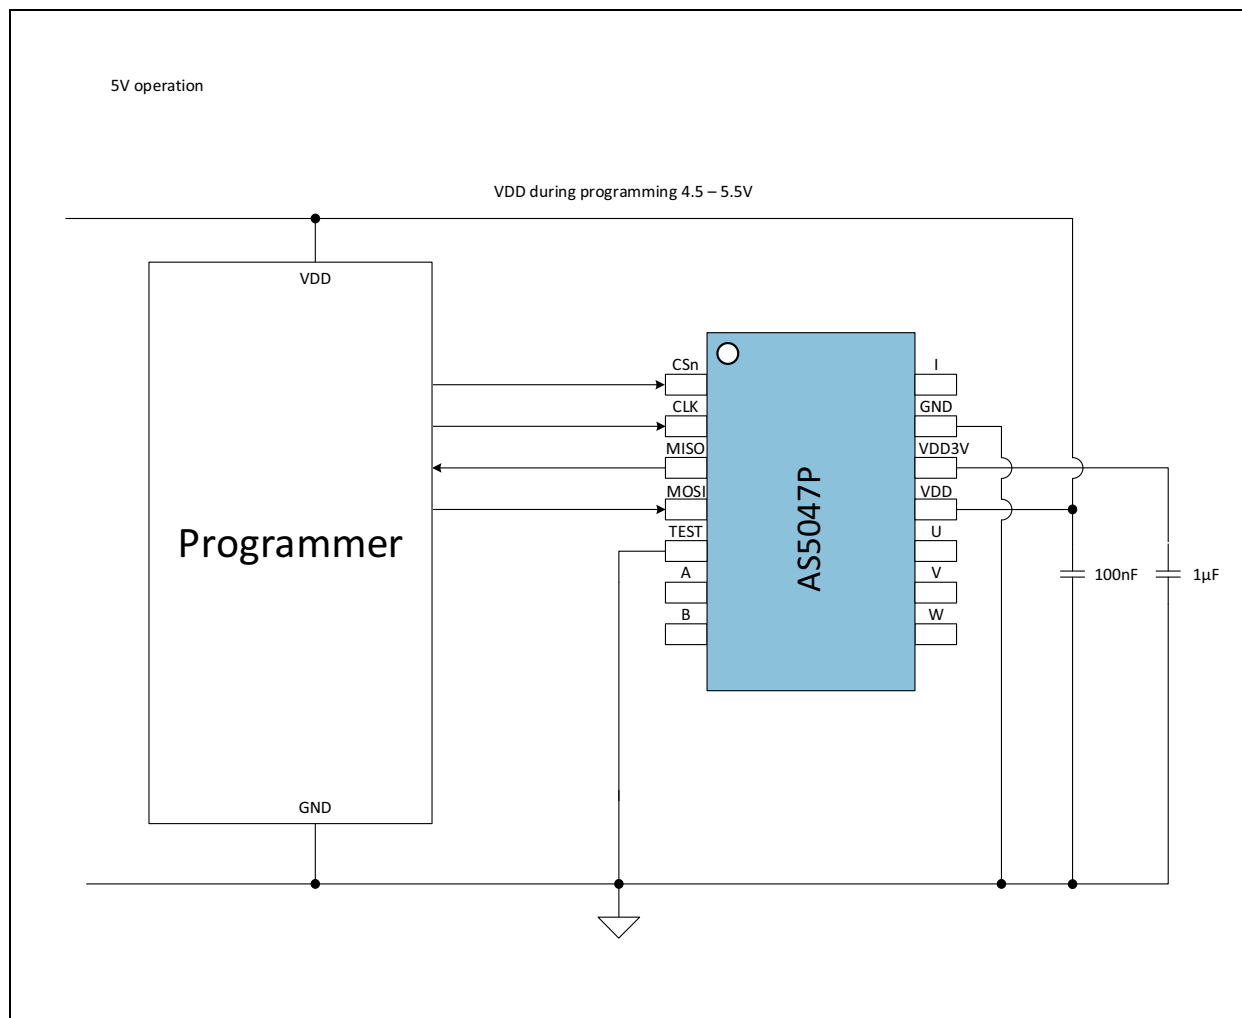 5V operation
VDD during programming 4.5 – 5.5V
VDD
Programmer
GND
CSn
CLK
MISO
MOSI
TEST
A
B
AS5047P
I
GND
VDD3V
VDD
U
V
W
100nF
1µF